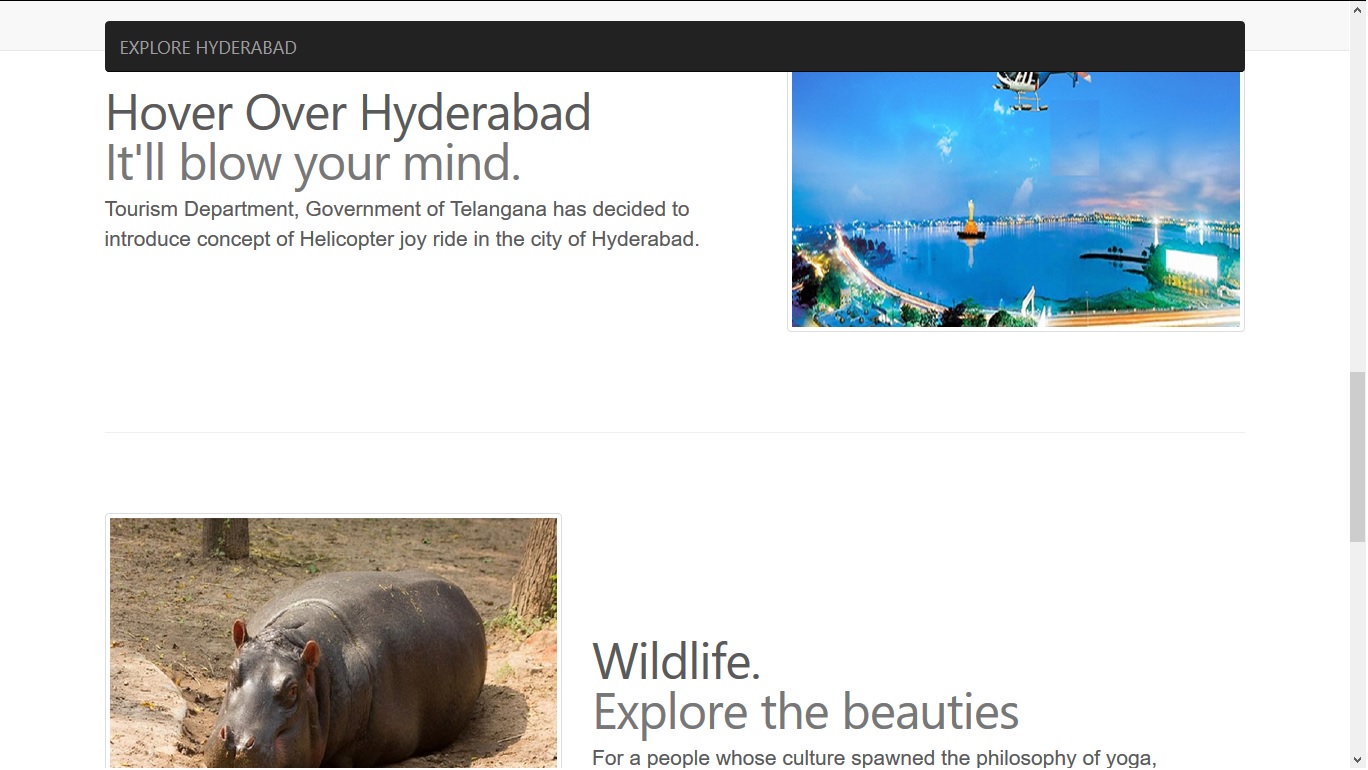 EXPLORE HYDERABAD
Hover Over Hyderabad
It'll blow your mind.
Tourism Department, Government of Telangana has decided to
introduce concept of Helicopter joy ride in the city of Hyderabad.
Wildlife.
Explore the beauties
For a people whose culture spawned the philosophy of yoga,